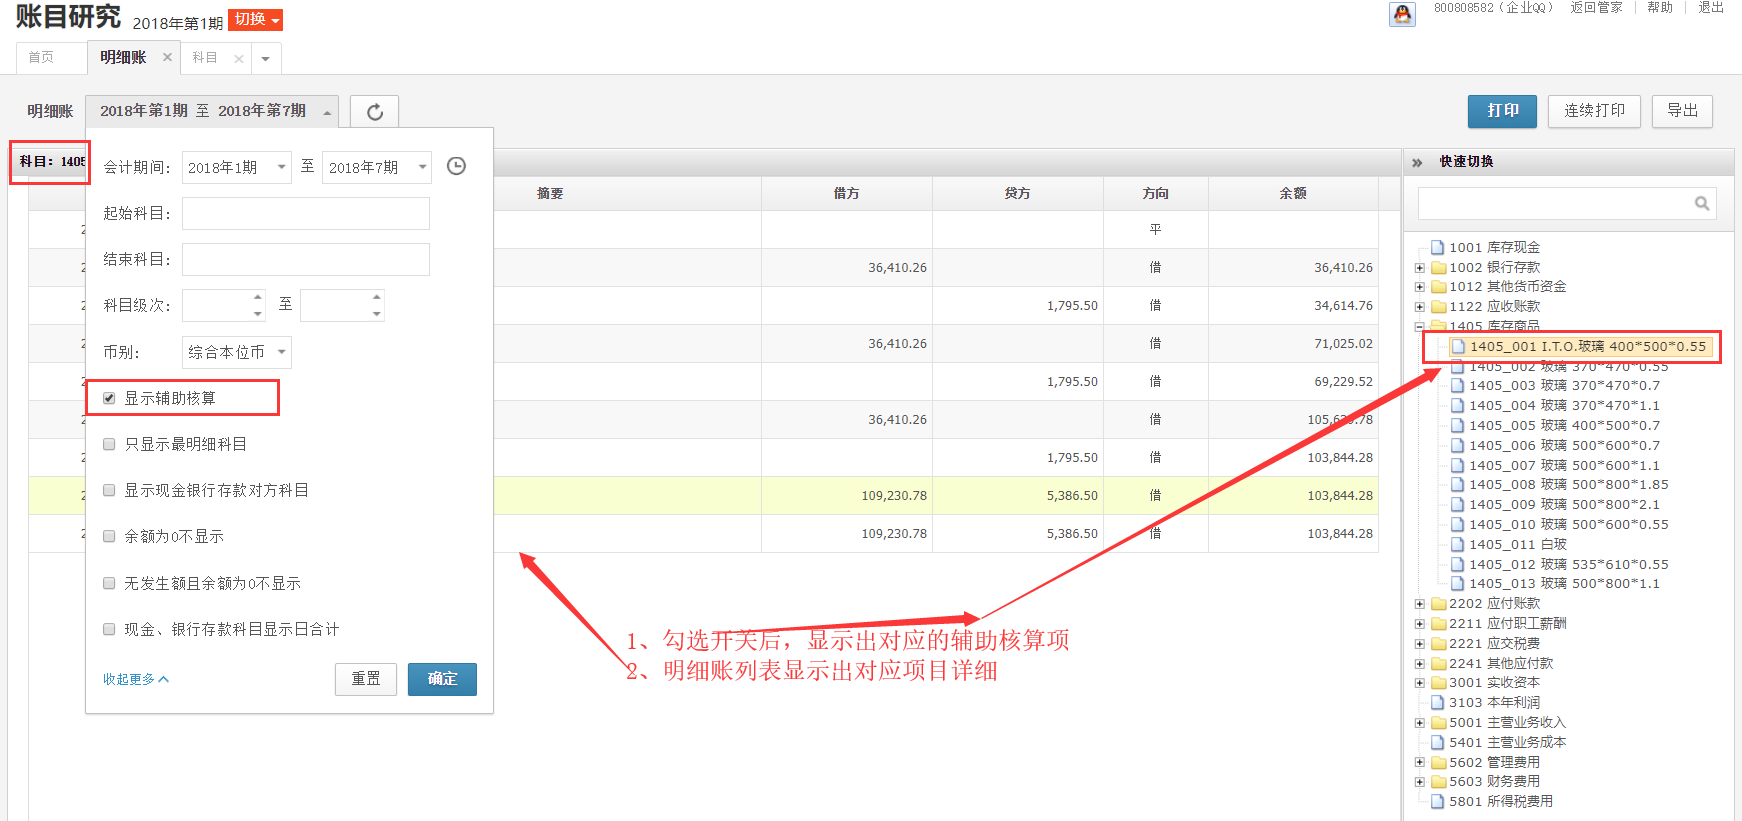 账目研究 2018年第1期 切换
800808582（企业QQ） 返回管家 帮助 退出
首页 明细账 科目
明细账 2018年第1期 至 2018年第7期
打印 连续打印 导出
科目：1405
会计期间： 2018年1期 至 2018年7期
起始科目：
结束科目：
科目级次： 至
币别： 综合本位币
显示辅助核算
只显示最明细科目
显示现金银行存款对方科目
余额为0不显示
无发生额且余额为0不显示
现金、银行存款科目显示日合计
收起更多 重置 确定
摘要 借方 贷方 方向 余额
平
36,410.26 借 36,410.26
1,795.50 借 34,614.76
36,410.26 借 71,025.02
1,795.50 借 69,229.52
36,410.26 借
1,795.50 借 103,844.28
109,230.78 5,386.50 借 103,844.28
109,230.78 5,386.50 借 103,844.28
1、勾选开关后，显示出对应的辅助核算项
2、明细账列表显示出对应项目详细
快速切换
1001 库存现金
1002 银行存款
1012 其他货币资金
1122 应收账款
1405 库存商品
1405_001 I.T.O.玻璃 400*500*0.55
1405_002 玻璃 370*470*0.55
1405_003 玻璃 370*470*0.7
1405_004 玻璃 370*470*1.1
1405_005 玻璃 400*500*0.7
1405_006 玻璃 500*600*0.7
1405_007 玻璃 500*600*1.1
1405_008 玻璃 500*800*1.85
1405_009 玻璃 500*800*2.1
1405_010 玻璃 500*600*0.55
1405_011 白玻
1405_012 玻璃 535*610*0.55
1405_013 玻璃 500*800*1.1
2202 应付账款
2211 应付职工薪酬
2221 应交税费
2241 其他应付款
3001 实收资本
3103 本年利润
5001 主营业务收入
5401 主营业务成本
5602 管理费用
5603 财务费用
5801 所得税费用